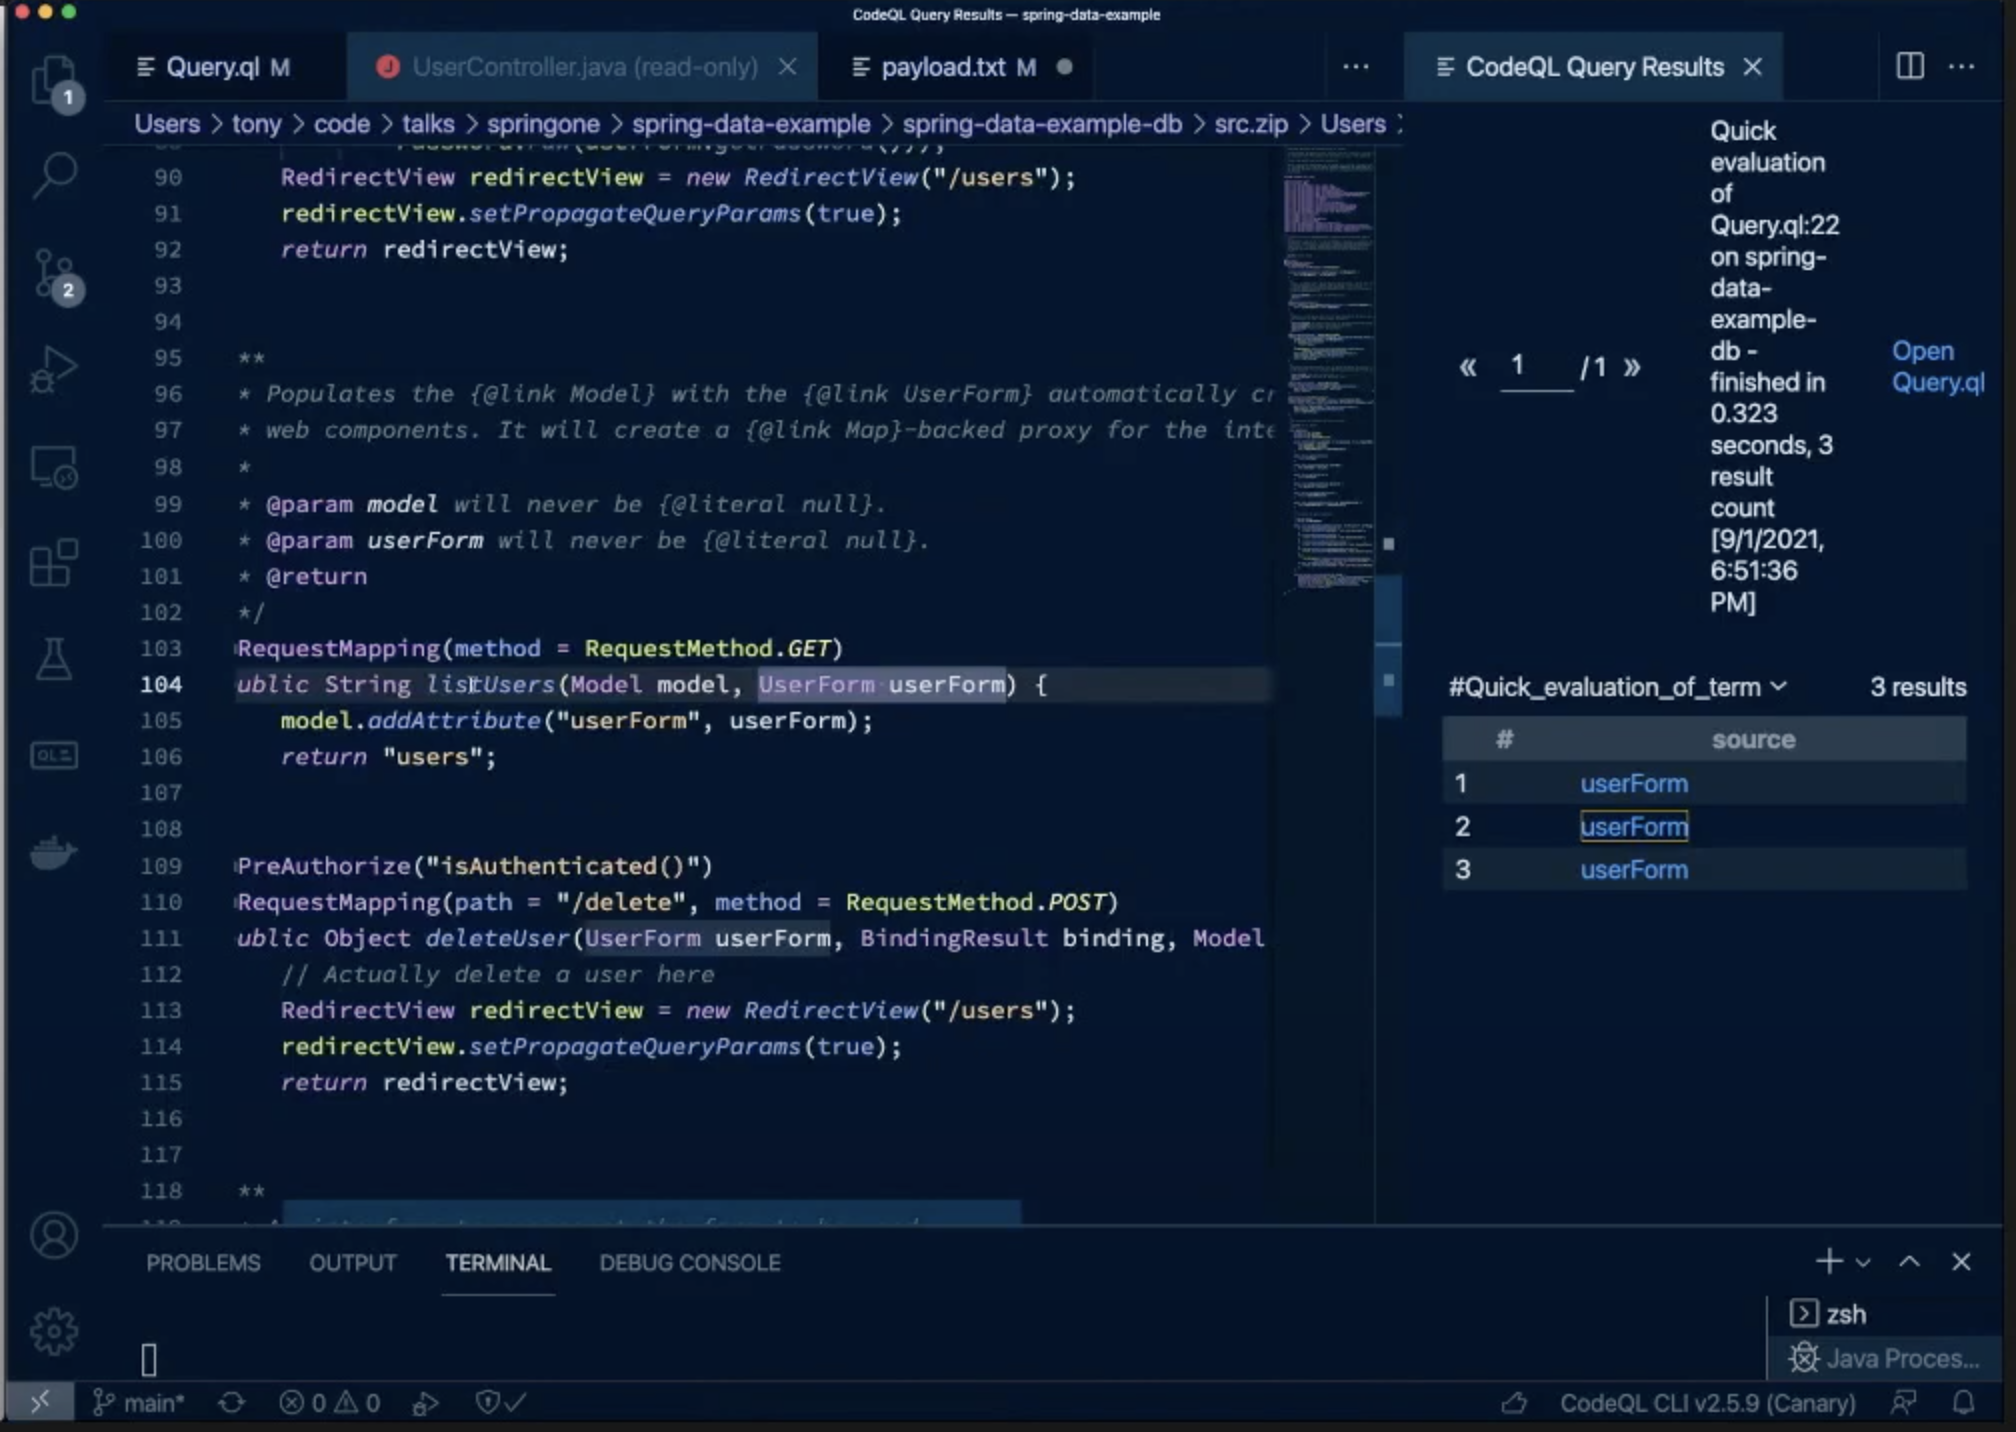 CodeQL Query Results — spring-data-example
Query.ql M
UserController.java (read-only)
payload.txt M
CodeQL Query Results
1
2
Users > tony > code > talks > springone > spring-data-example > spring-data-example-db > src.zip > Users >
90 RedirectView redirectView = new RedirectView("/users");
91 redirectView.setPropagateQueryParams(true);
92 return redirectView;
93
94
95 **
96 * Populates the {@link Model} with the {@link UserForm} automatically cr
97 * web components. It will create a {@link Map}-backed proxy for the inte
98 *
99 * @param model will never be {@literal null}.
100 * @param userForm will never be {@literal null}.
101 * @return
102 */
103 RequestMapping(method = RequestMethod.GET)
104 ublic String listUsers(Model model, UserForm userForm) {
105 model.addAttribute("userForm", userForm);
106 return "users";
107
108
109 PreAuthorize("isAuthenticated()")
110 RequestMapping(path = "/delete", method = RequestMethod.POST)
111 ublic Object deleteUser(UserForm userForm, BindingResult binding, Model
112 // Actually delete a user here
113 RedirectView redirectView = new RedirectView("/users");
114 redirectView.setPropagateQueryParams(true);
115 return redirectView;
116
117
118 **
« 1 / 1 »
Quick
evaluation
of
Query.ql:22
on spring-
data-
example-
db -
finished in
0.323
seconds, 3
result
count
[9/1/2021,
6:51:36
PM]
Open
Query.ql
#Quick_evaluation_of_term 3 results
# source
1 userForm
2 userForm
3 userForm
PROBLEMS OUTPUT TERMINAL DEBUG CONSOLE
zsh
Java Proces...
main* 0 0 CodeQL CLI v2.5.9 (Canary)